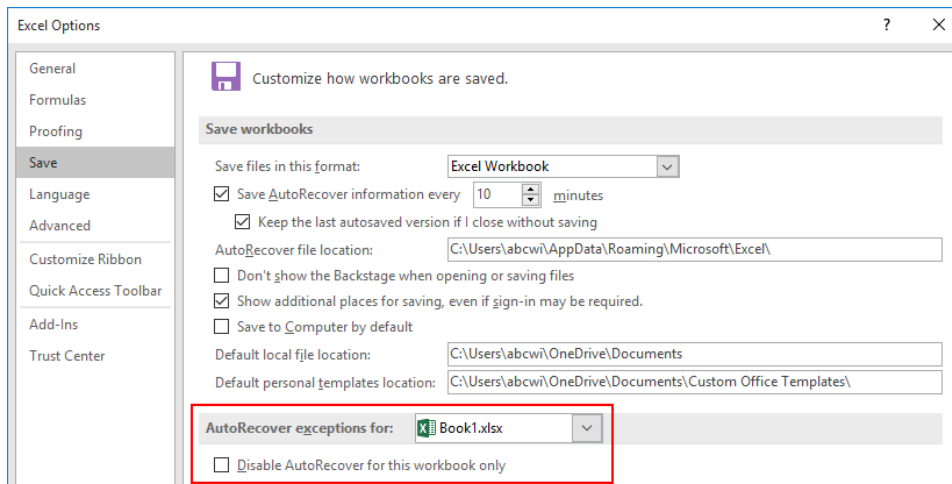 Excel Options ? ×
General
Formulas
Proofing
Save
Language
Advanced
Customize Ribbon
Quick Access Toolbar
Add-Ins
Trust Center
Customize how workbooks are saved.
Save workbooks
Save files in this format: Excel Workbook
Save AutoRecover information every 10 minutes
Keep the last autosaved version if I close without saving
AutoRecover file location: C:\Users\abcwi\AppData\Roaming\Microsoft\Excel\
Don't show the Backstage when opening or saving files
Show additional places for saving, even if sign-in may be required.
Save to Computer by default
Default local file location: C:\Users\abcwi\OneDrive\Documents
Default personal templates location: C:\Users\abcwi\OneDrive\Documents\Custom Office Templates\
AutoRecover exceptions for: Book1.xlsx
Disable AutoRecover for this workbook only